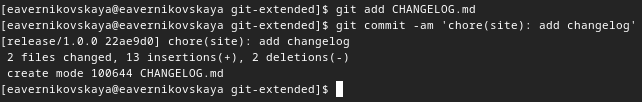 [eavernikovskaya@eavernikovskaya git-extended]$ git add CHANGELOG.md
[eavernikovskaya@eavernikovskaya git-extended]$ git commit -am 'chore(site): add changelog'
[release/1.0.0 22ae9d0] chore(site): add changelog
 2 files changed, 13 insertions(+), 2 deletions(-)
 create mode 100644 CHANGELOG.md
[eavernikovskaya@eavernikovskaya git-extended]$